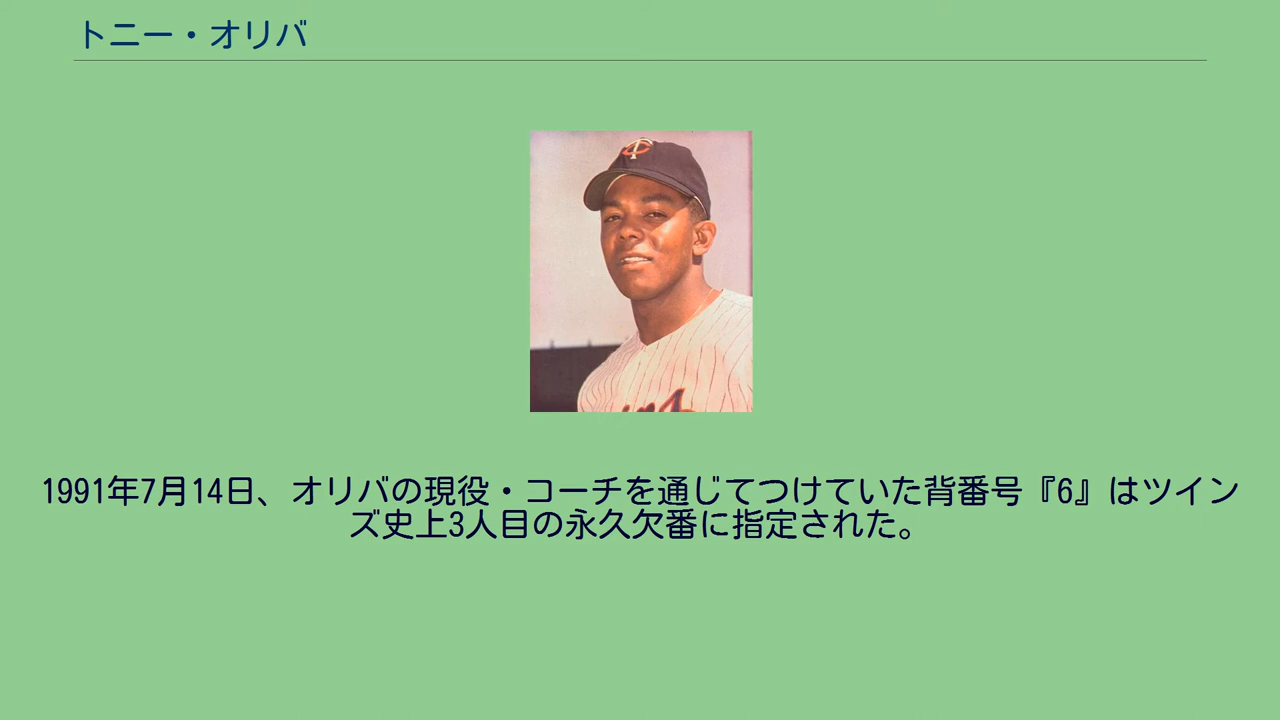 トニー・オリバ
1991年7月14日、オリバの現役・コーチを通じてつけていた背番号『6』はツイン
ズ史上3人目の永久欠番に指定された。